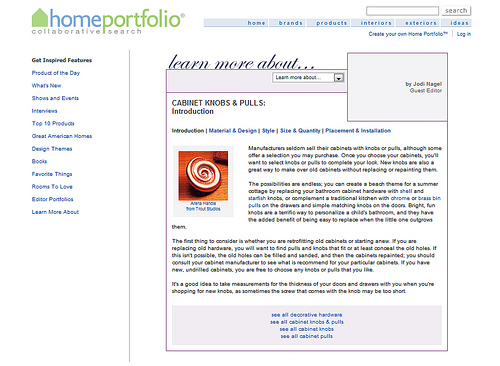 homeportfolio®
collaborative search
search
home brands products interiors exteriors ideas
Create your own Home Portfolio™ | Log in
Get Inspired Features
Product of the Day
What's New
Shows and Events
Interviews
Top 10 Products
Great American Homes
Design Themes
Books
Favorite Things
Rooms To Love
Editor Portfolios
Learn More About
learn more about...
Learn more about...
by Jodi Nagel
Guest Editor
CABINET KNOBS & PULLS:
Introduction
Introduction | Material & Design | Style | Size & Quantity | Placement & Installation
Manufacturers seldom sell their cabinets with knobs or pulls, although some
offer a selection you may purchase. Once you choose your cabinets, you'll
want to select knobs or pulls to complete your look. New knobs are also a
great way to make over old cabinets without replacing or repainting them.
The possibilities are endless; you can create a beach theme for a summer
cottage by replacing your bathroom cabinet hardware with shell and
starfish knobs, or complement a traditional kitchen with chrome or brass bin
pulls on the drawers and simple matching knobs on the doors. Bright, fun
knobs are a terrific way to personalize a child's bathroom, and they have
the added benefit of being easy to replace when the little one outgrows
them.
from Trout Studios
The first thing to consider is whether you are retrofitting old cabinets or starting anew. If you are
replacing old hardware, you will want to find pulls and knobs that fit or at least conceal the old holes. If
this isn't possible, the old holes can be filled and sanded, and then the cabinets repainted; you should
consult your cabinet manufacturer to see what is recommend for your particular cabinets. If you have
new, undrilled cabinets, you are free to choose any knobs or pulls that you like.
It's a good idea to take measurements for the thickness of your doors and drawers with you when you're
shopping for new knobs, as sometimes the screw that comes with the knob may be too short.
see all decorative hardware
see all cabinet knobs & pulls
see all cabinet knobs
see all cabinet pulls